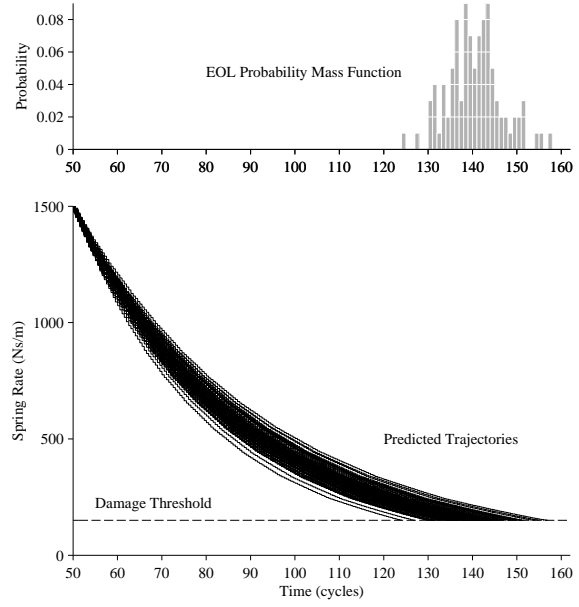 0.08
0.06
0.04
0.02
0
Probability
EOL Probability Mass Function
50 60 70 80 90 100 110 120 130 140 150 160
1500
1000
500
0
Spring Rate (Ns/m)
Predicted Trajectories
Damage Threshold
50 60 70 80 90 100 110 120 130 140 150 160
Time (cycles)